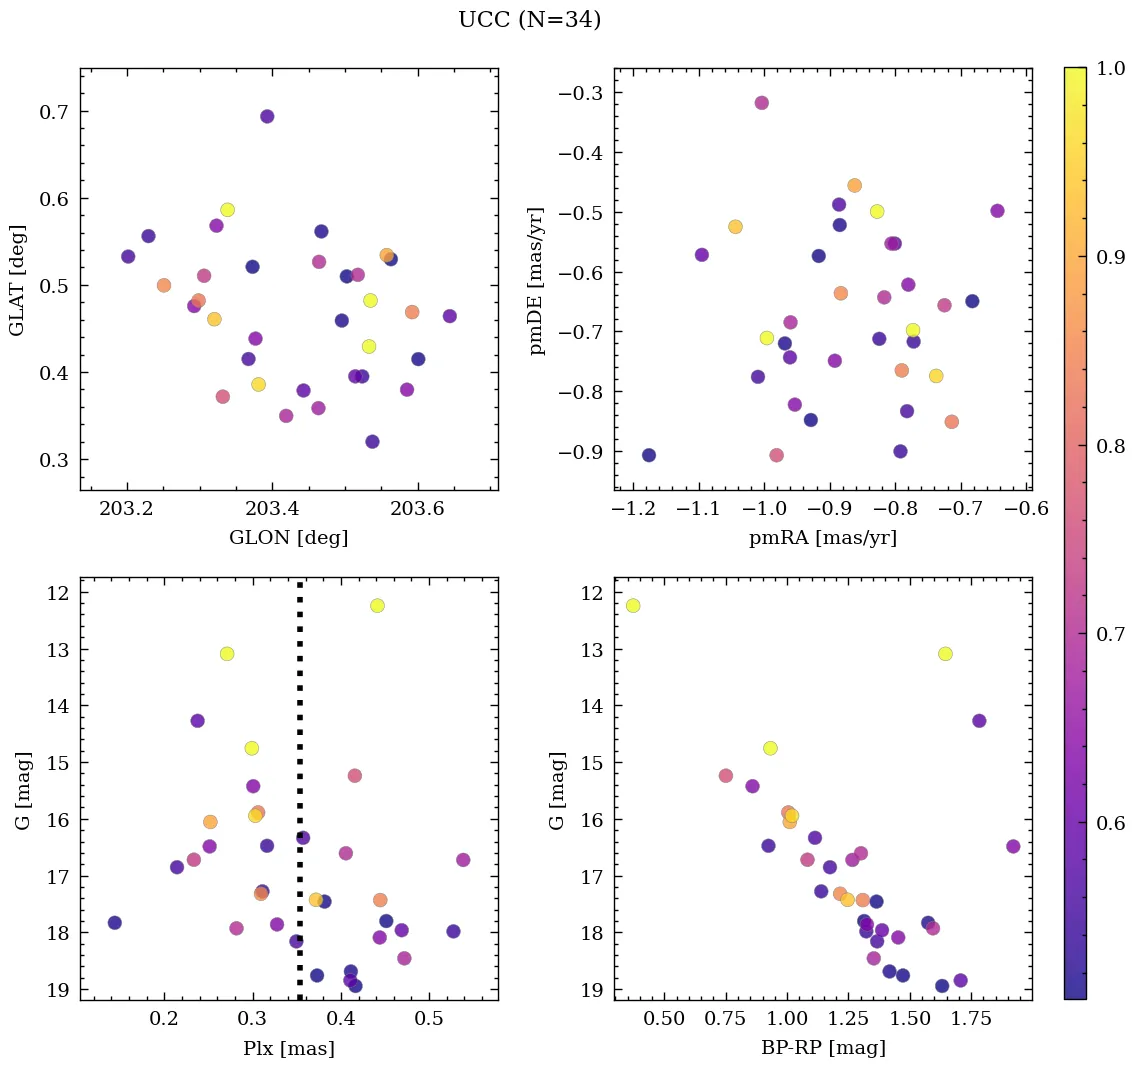 UCC (N=34)
0.7
0.6
0.5
0.4
0.3
GLAT [deg]
203.2 203.4 203.6
GLON [deg]
−0.3
−0.4
−0.5
−0.6
−0.7
−0.8
−0.9
pmDE [mas/yr]
−1.2 −1.1 −1.0 −0.9 −0.8 −0.7 −0.6
pmRA [mas/yr]
12
13
14
15
16
17
18
19
G [mag]
0.2 0.3 0.4 0.5
Plx [mas]
12
13
14
15
16
17
18
19
G [mag]
0.50 0.75 1.00 1.25 1.50 1.75
BP-RP [mag]
1.0
0.9
0.8
0.7
0.6